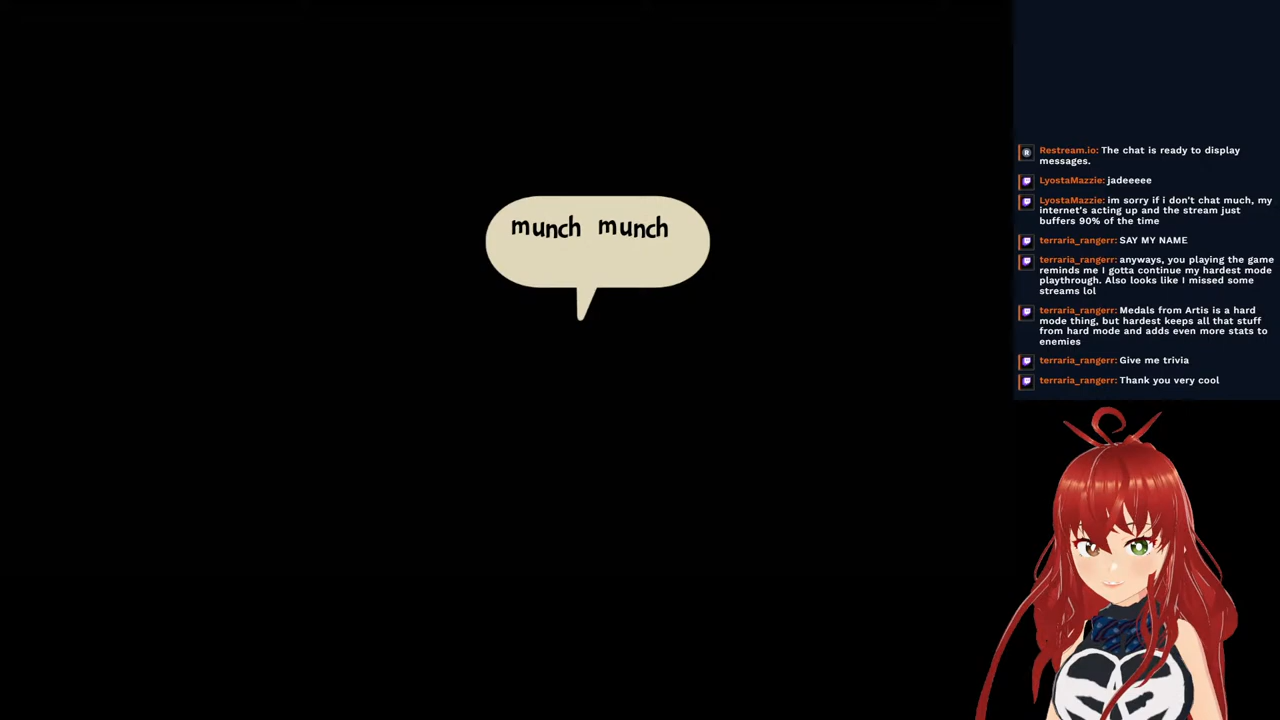 munch munch
Restream.io: The chat is ready to display
messages.
LyostaMazzie: jadeeeee
LyostaMazzie: im sorry if i don't chat much, my
internet's acting up and the stream just
buffers 90% of the time
terraria_rangerr: SAY MY NAME
terraria_rangerr: anyways, you playing the game
reminds me I gotta continue my hardest mode
playthrough. Also looks like I missed some
streams lol
terraria_rangerr: Medals from Artis is a hard
mode thing, but hardest keeps all that stuff
from hard mode and adds even more stats to
enemies
terraria_rangerr: Give me trivia
terraria_rangerr: Thank you very cool